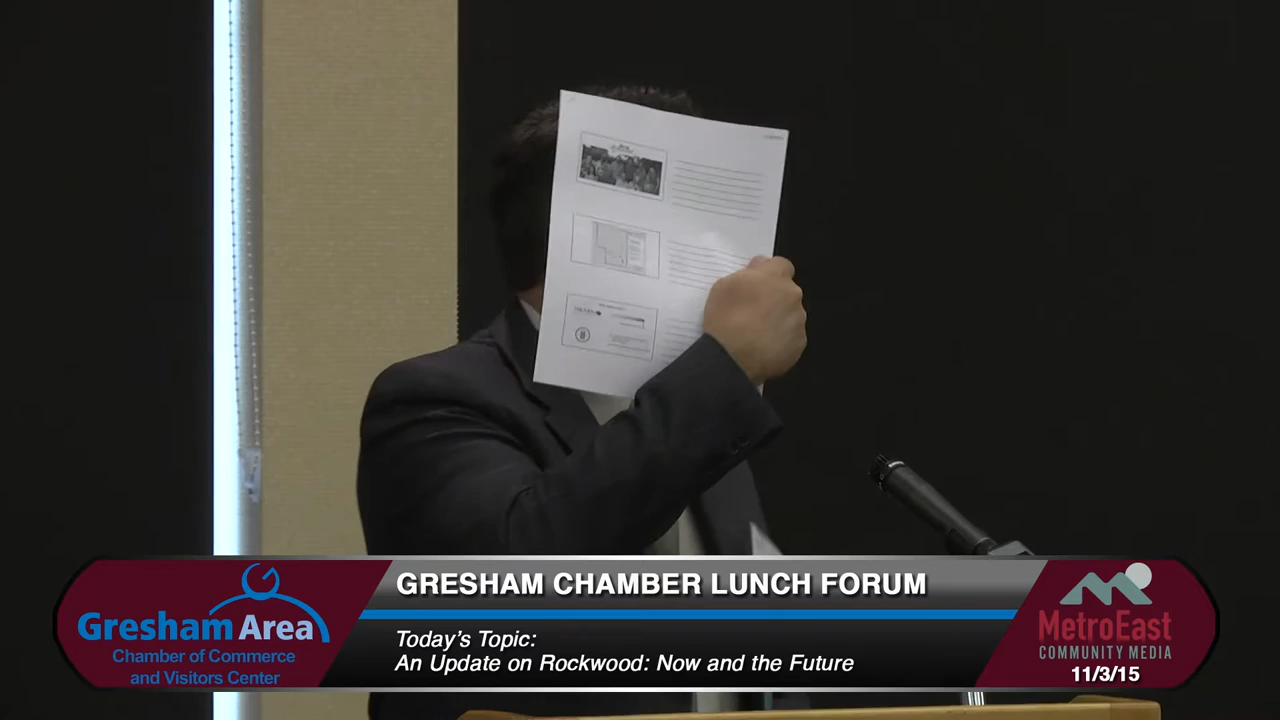 GRESHAM CHAMBER LUNCH FORUM
Gresham Area
Chamber of Commerce
and Visitors Center
Today's Topic:
An Update on Rockwood: Now and the Future
MetroEast
COMMUNITY MEDIA
11/3/15